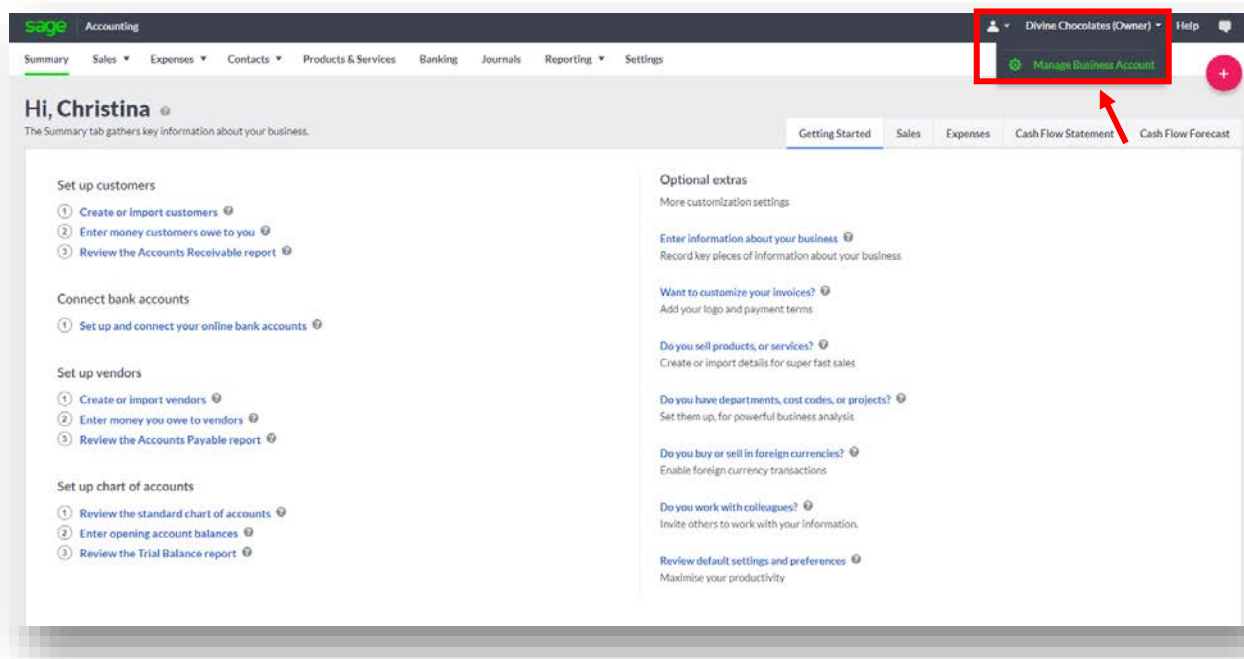 sage Accounting Divine Chocolates (Owner) Help
Summary Sales Expenses Contacts Products & Services Banking Journals Reporting Settings
Manage Business Account
Hi, Christina
The Summary tab gathers key information about your business.
Getting Started Sales Expenses Cash Flow Statement Cash Flow Forecast
Set up customers
1 Create or import customers
2 Enter money customers owe to you
3 Review the Accounts Receivable report
Connect bank accounts
1 Set up and connect your online bank accounts
Set up vendors
1 Create or import vendors
2 Enter money you owe to vendors
3 Review the Accounts Payable report
Set up chart of accounts
1 Review the standard chart of accounts
2 Enter opening account balances
3 Review the Trial Balance report
Optional extras
More customization settings
Enter information about your business
Record key pieces of information about your business
Want to customize your invoices?
Add your logo and payment terms
Do you sell products, or services?
Create or import details for super fast sales
Do you have departments, cost codes, or projects?
Set them up, for powerful business analysis.
Do you buy or sell in foreign currencies?
Enable foreign currency transactions
Do you work with colleagues?
Invite others to work with your information.
Review default settings and preferences
Maximise your productivity